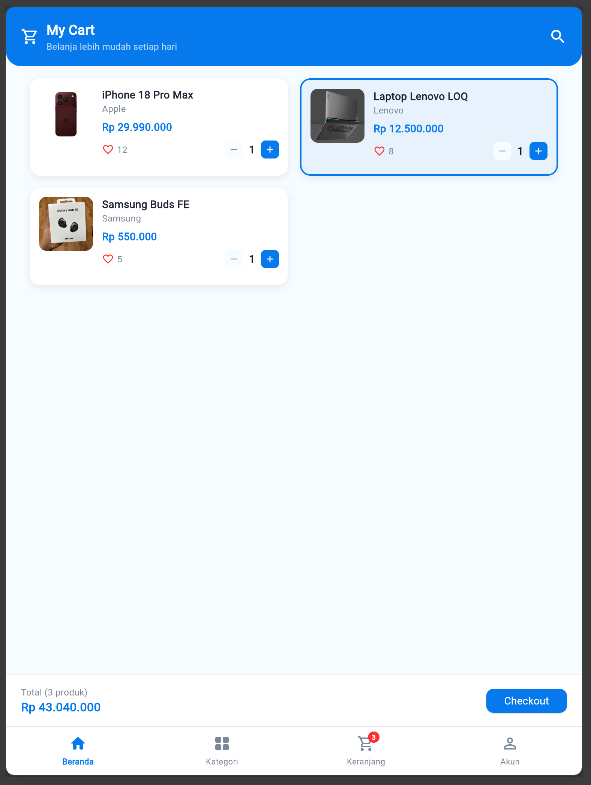 My Cart
Belanja lebih mudah setiap hari
iPhone 18 Pro Max
Apple
Rp 29.990.000
12
1
Laptop Lenovo LOQ
Lenovo
Rp 12.500.000
8
1
Samsung Buds FE
Samsung
Rp 550.000
5
1
Total (3 produk)
Rp 43.040.000
Checkout
3
Beranda
Kategori
Keranjang
Akun